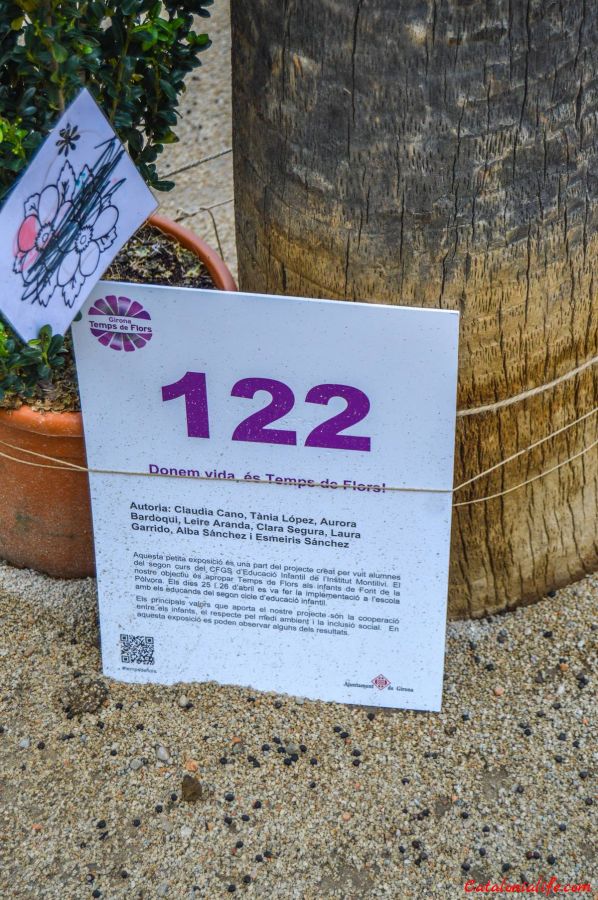 Girona
Temps de Flors
122
Donem vida, és Temps de Flors!
Autoria: Claudia Cano, Tània López, Aurora
Bardoqui, Leire Aranda, Clara Segura, Laura
Garrido, Alba Sánchez i Esmeiris Sánchez
Aquesta petita exposició és una part del projecte creat per vuit alumnes
del segon curs del CFGS d'Educació Infantil de l'Institut Montilivi. El
nostre objectiu és apropar Temps de Flors als infants de Font de la
Pólvora. Els dies 25 i 26 d'abril es va fer la implementació a l'escola
amb els educands del segon cicle d'educació infantil.
Els principals valors que aporta el nostre projecte són la cooperació
entre els infants, el respecte pel medi ambient i la inclusió social. En
aquesta exposició es poden observar alguns dels resultats.
#tempsdeflors
Ajuntament de Girona
Catalonialife.com